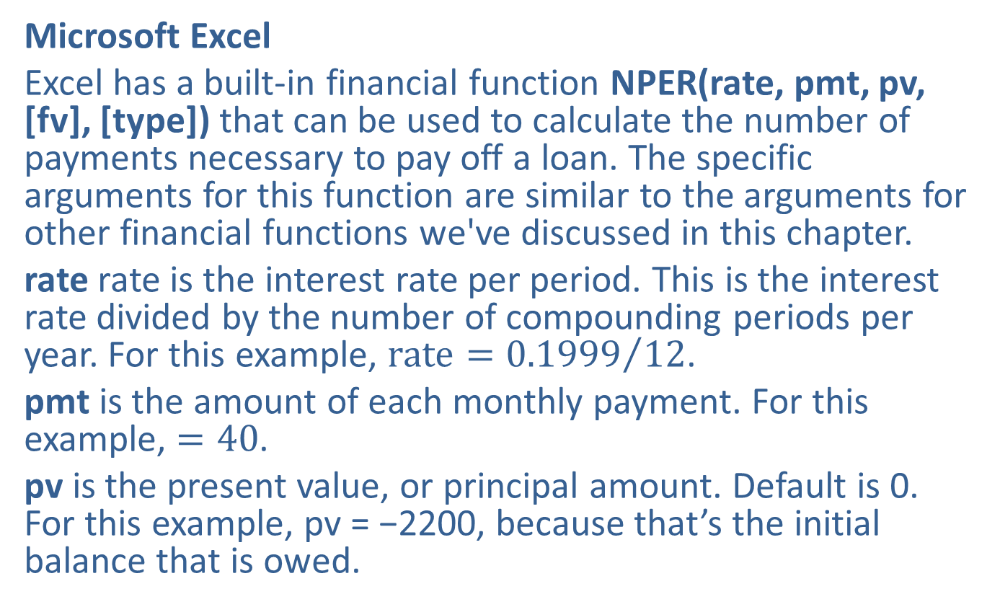 Microsoft Excel
Excel has a built-in financial function NPER(rate, pmt, pv,
[fv], [type]) that can be used to calculate the number of
payments necessary to pay off a loan. The specific
arguments for this function are similar to the arguments for
other financial functions we've discussed in this chapter.
rate rate is the interest rate per period. This is the interest
rate divided by the number of compounding periods per
year. For this example, rate = 0.1999/12.
pmt is the amount of each monthly payment. For this
example, = 40.
pv is the present value, or principal amount. Default is 0.
For this example, pv = −2200, because that’s the initial
balance that is owed.